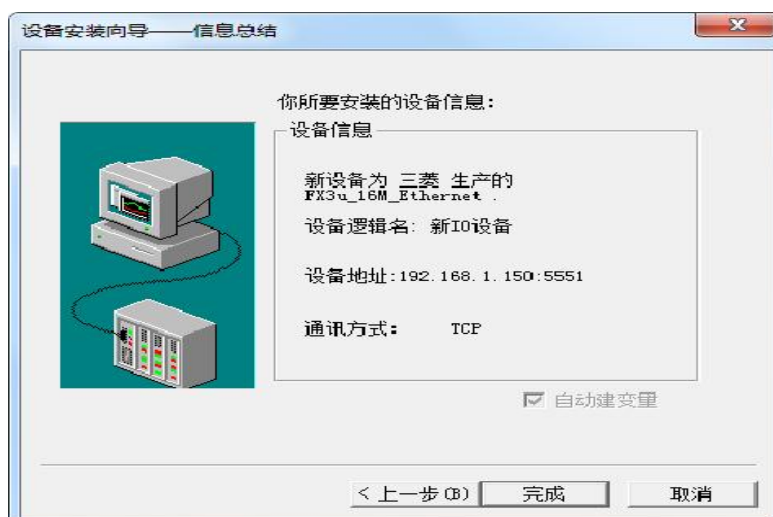 设备安装向导——信息总结
你所要安装的设备信息:
设备信息
新设备为 三菱 生产的
FX3u_16M_Ethernet .
设备逻辑名: 新IO设备
设备地址:192.168.1.150:5551
通讯方式: TCP
自动建变量
< 上一步(B)
完成
取消